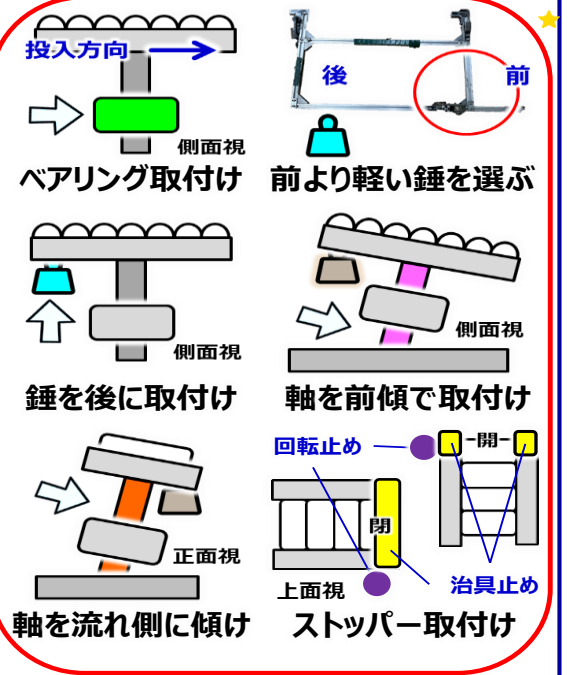 投入方向
側面視
ベアリング取付け
後
前
前より軽い錘を選ぶ
側面視
錘を後に取付け
側面視
軸を前傾で取付け
正面視
軸を流れ側に傾け
回転止め
開
閉
上面視
治具止め
ストッパー取付け